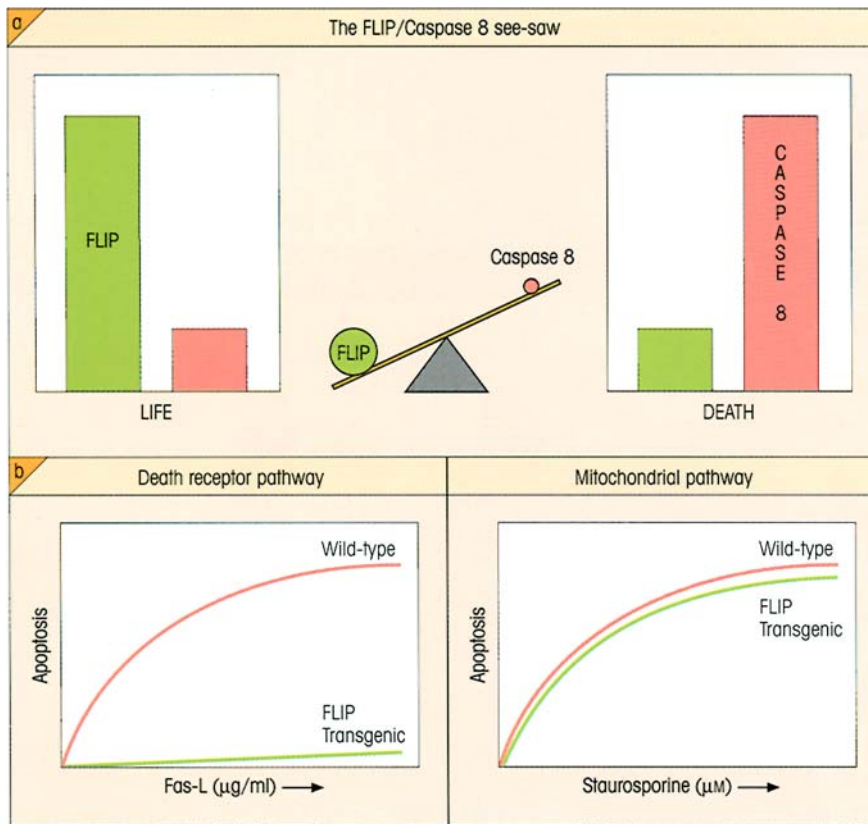 a
The FLIP/Caspase 8 see-saw
FLIP
LIFE
Caspase 8
FLIP
CASPASE 8
DEATH
b
Death receptor pathway
Apoptosis
Wild-type
FLIP
Transgenic
Fas-L (µg/ml)
Mitochondrial pathway
Apoptosis
Wild-type
FLIP
Transgenic
Staurosporine (µM)